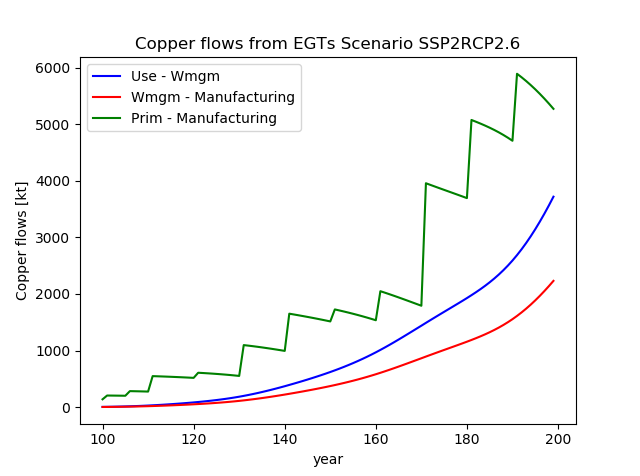 Copper flows from EGTs Scenario SSP2RCP2.6
Use - Wmgm
Wmgm - Manufacturing
Prim - Manufacturing
Copper flows [kt]
6000
5000
4000
3000
2000
1000
0
100 120 140 160 180 200
year